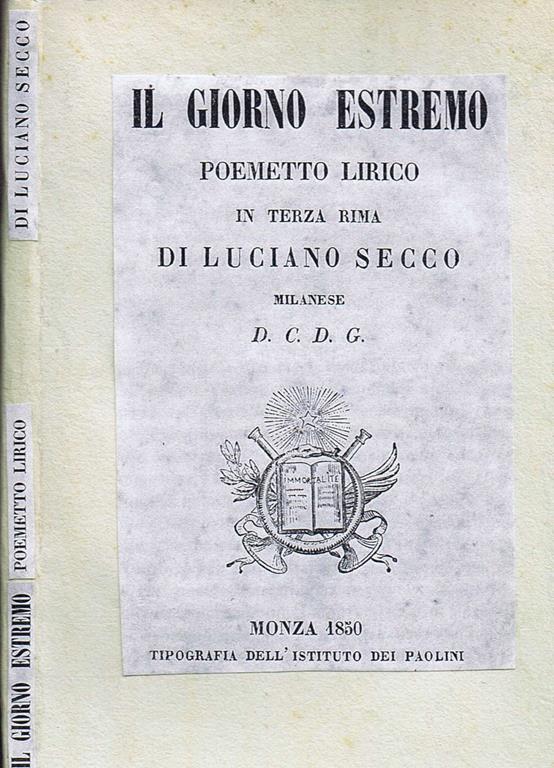 IL GIORNO ESTREMO
POEMETTO LIRICO
IN TERZA RIMA
DI LUCIANO SECCO
MILANESE
D. C. D. G.
IMMORTALITÉ
MONZA 1850
TIPOGRAFIA DELL'ISTITUTO DEI PAOLINI
IL GIORNO ESTREMO
POEMETTO LIRICO
DI LUCIANO SECCO